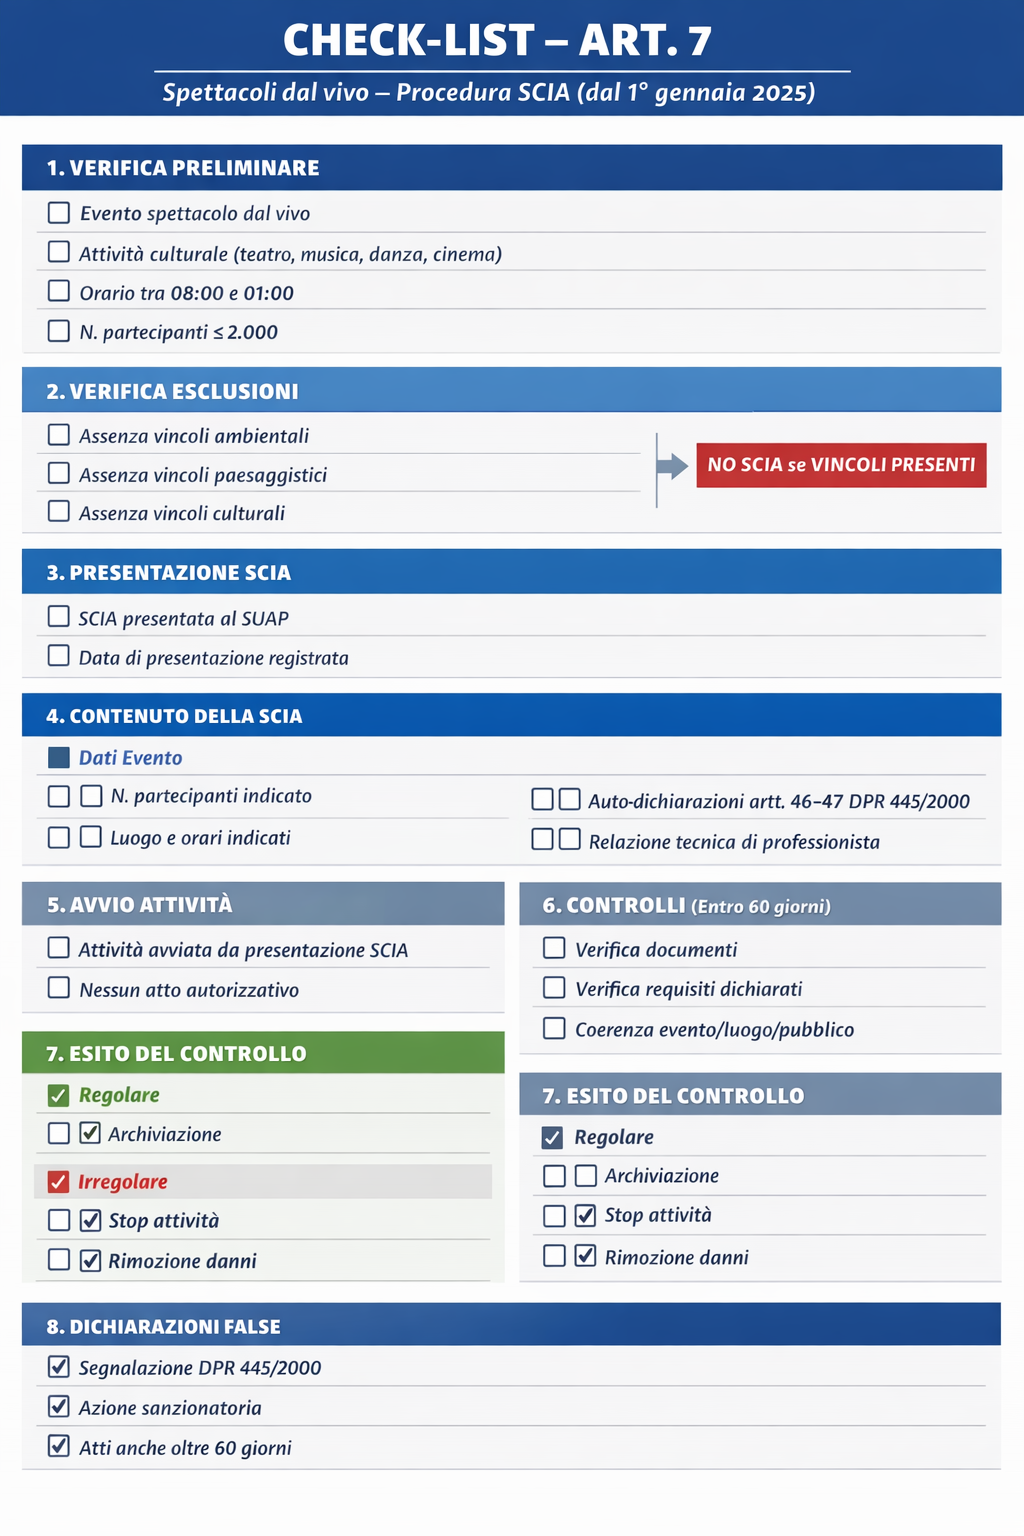 CHECK-LIST – ART. 7
Spettacoli dal vivo – Procedura SCIA (dal 1° gennaia 2025)
1. VERIFICA PRELIMINARE
Evento spettacolo dal vivo
Attività culturale (teatro, musica, danza, cinema)
Orario tra 08:00 e 01:00
N. partecipanti ≤ 2.000
2. VERIFICA ESCLUSIONI
Assenza vincoli ambientali
Assenza vincoli paesaggistici
Assenza vincoli culturali
NO SCIA se VINCOLI PRESENTI
3. PRESENTAZIONE SCIA
SCIA presentata al SUAP
Data di presentazione registrata
4. CONTENUTO DELLA SCIA
Dati Evento
N. partecipanti indicato
Luogo e orari indicati
Auto-dichiarazioni artt. 46–47 DPR 445/2000
Relazione tecnica di professionista
5. AVVIO ATTIVITÀ
Attività avviata da presentazione SCIA
Nessun atto autorizzativo
6. CONTROLLI (Entro 60 giorni)
Verifica documenti
Verifica requisiti dichiarati
Coerenza evento/luogo/pubblico
7. ESITO DEL CONTROLLO
Regolare
Archiviazione
Irregolare
Stop attività
Rimozione danni
7. ESITO DEL CONTROLLO
Regolare
Archiviazione
Stop attività
Rimozione danni
8. DICHIARAZIONI FALSE
Segnalazione DPR 445/2000
Azione sanzionatoria
Atti anche oltre 60 giorni